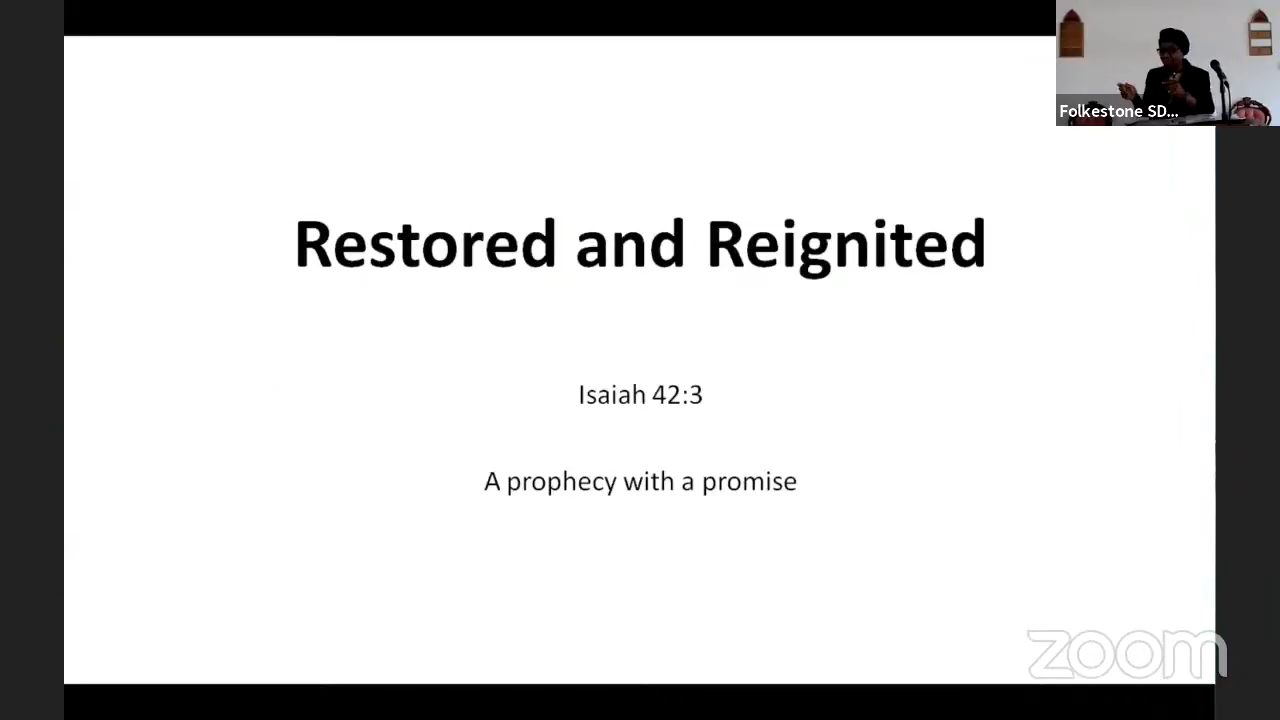 Folkestone SD...
Restored and Reignited
Isaiah 42:3
A prophecy with a promise
zoom